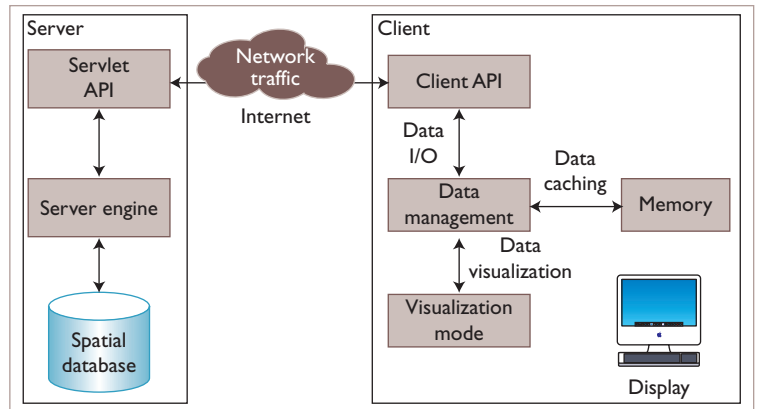 Server
Servlet
API
Server engine
Spatial
database
Network
traffic
Internet
Client
Client API
Data
I/O
Data
management
Data
caching
Memory
Data
visualization
Visualization
mode
Display